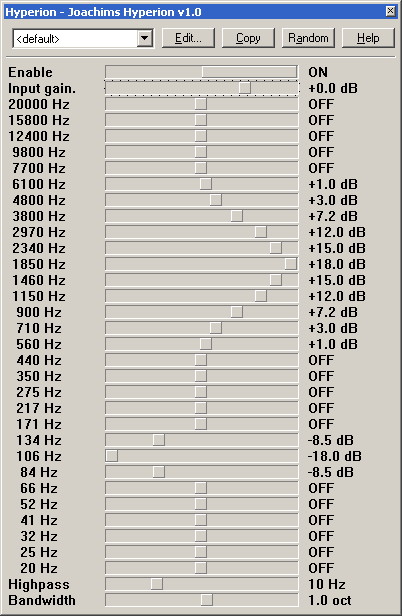 Hyperion - Joachims Hyperion v1.0
<default> Edit... Copy Random Help
Enable ON
Input gain. +0.0 dB
20000 Hz OFF
15800 Hz OFF
12400 Hz OFF
9800 Hz OFF
7700 Hz OFF
6100 Hz +1.0 dB
4800 Hz +3.0 dB
3800 Hz +7.2 dB
2970 Hz +12.0 dB
2340 Hz +15.0 dB
1850 Hz +18.0 dB
1460 Hz +15.0 dB
1150 Hz +12.0 dB
900 Hz +7.2 dB
710 Hz +3.0 dB
560 Hz +1.0 dB
440 Hz OFF
350 Hz OFF
275 Hz OFF
217 Hz OFF
171 Hz OFF
134 Hz -8.5 dB
106 Hz -18.0 dB
84 Hz -8.5 dB
66 Hz OFF
52 Hz OFF
41 Hz OFF
32 Hz OFF
25 Hz OFF
20 Hz OFF
Highpass 10 Hz
Bandwidth 1.0 oct